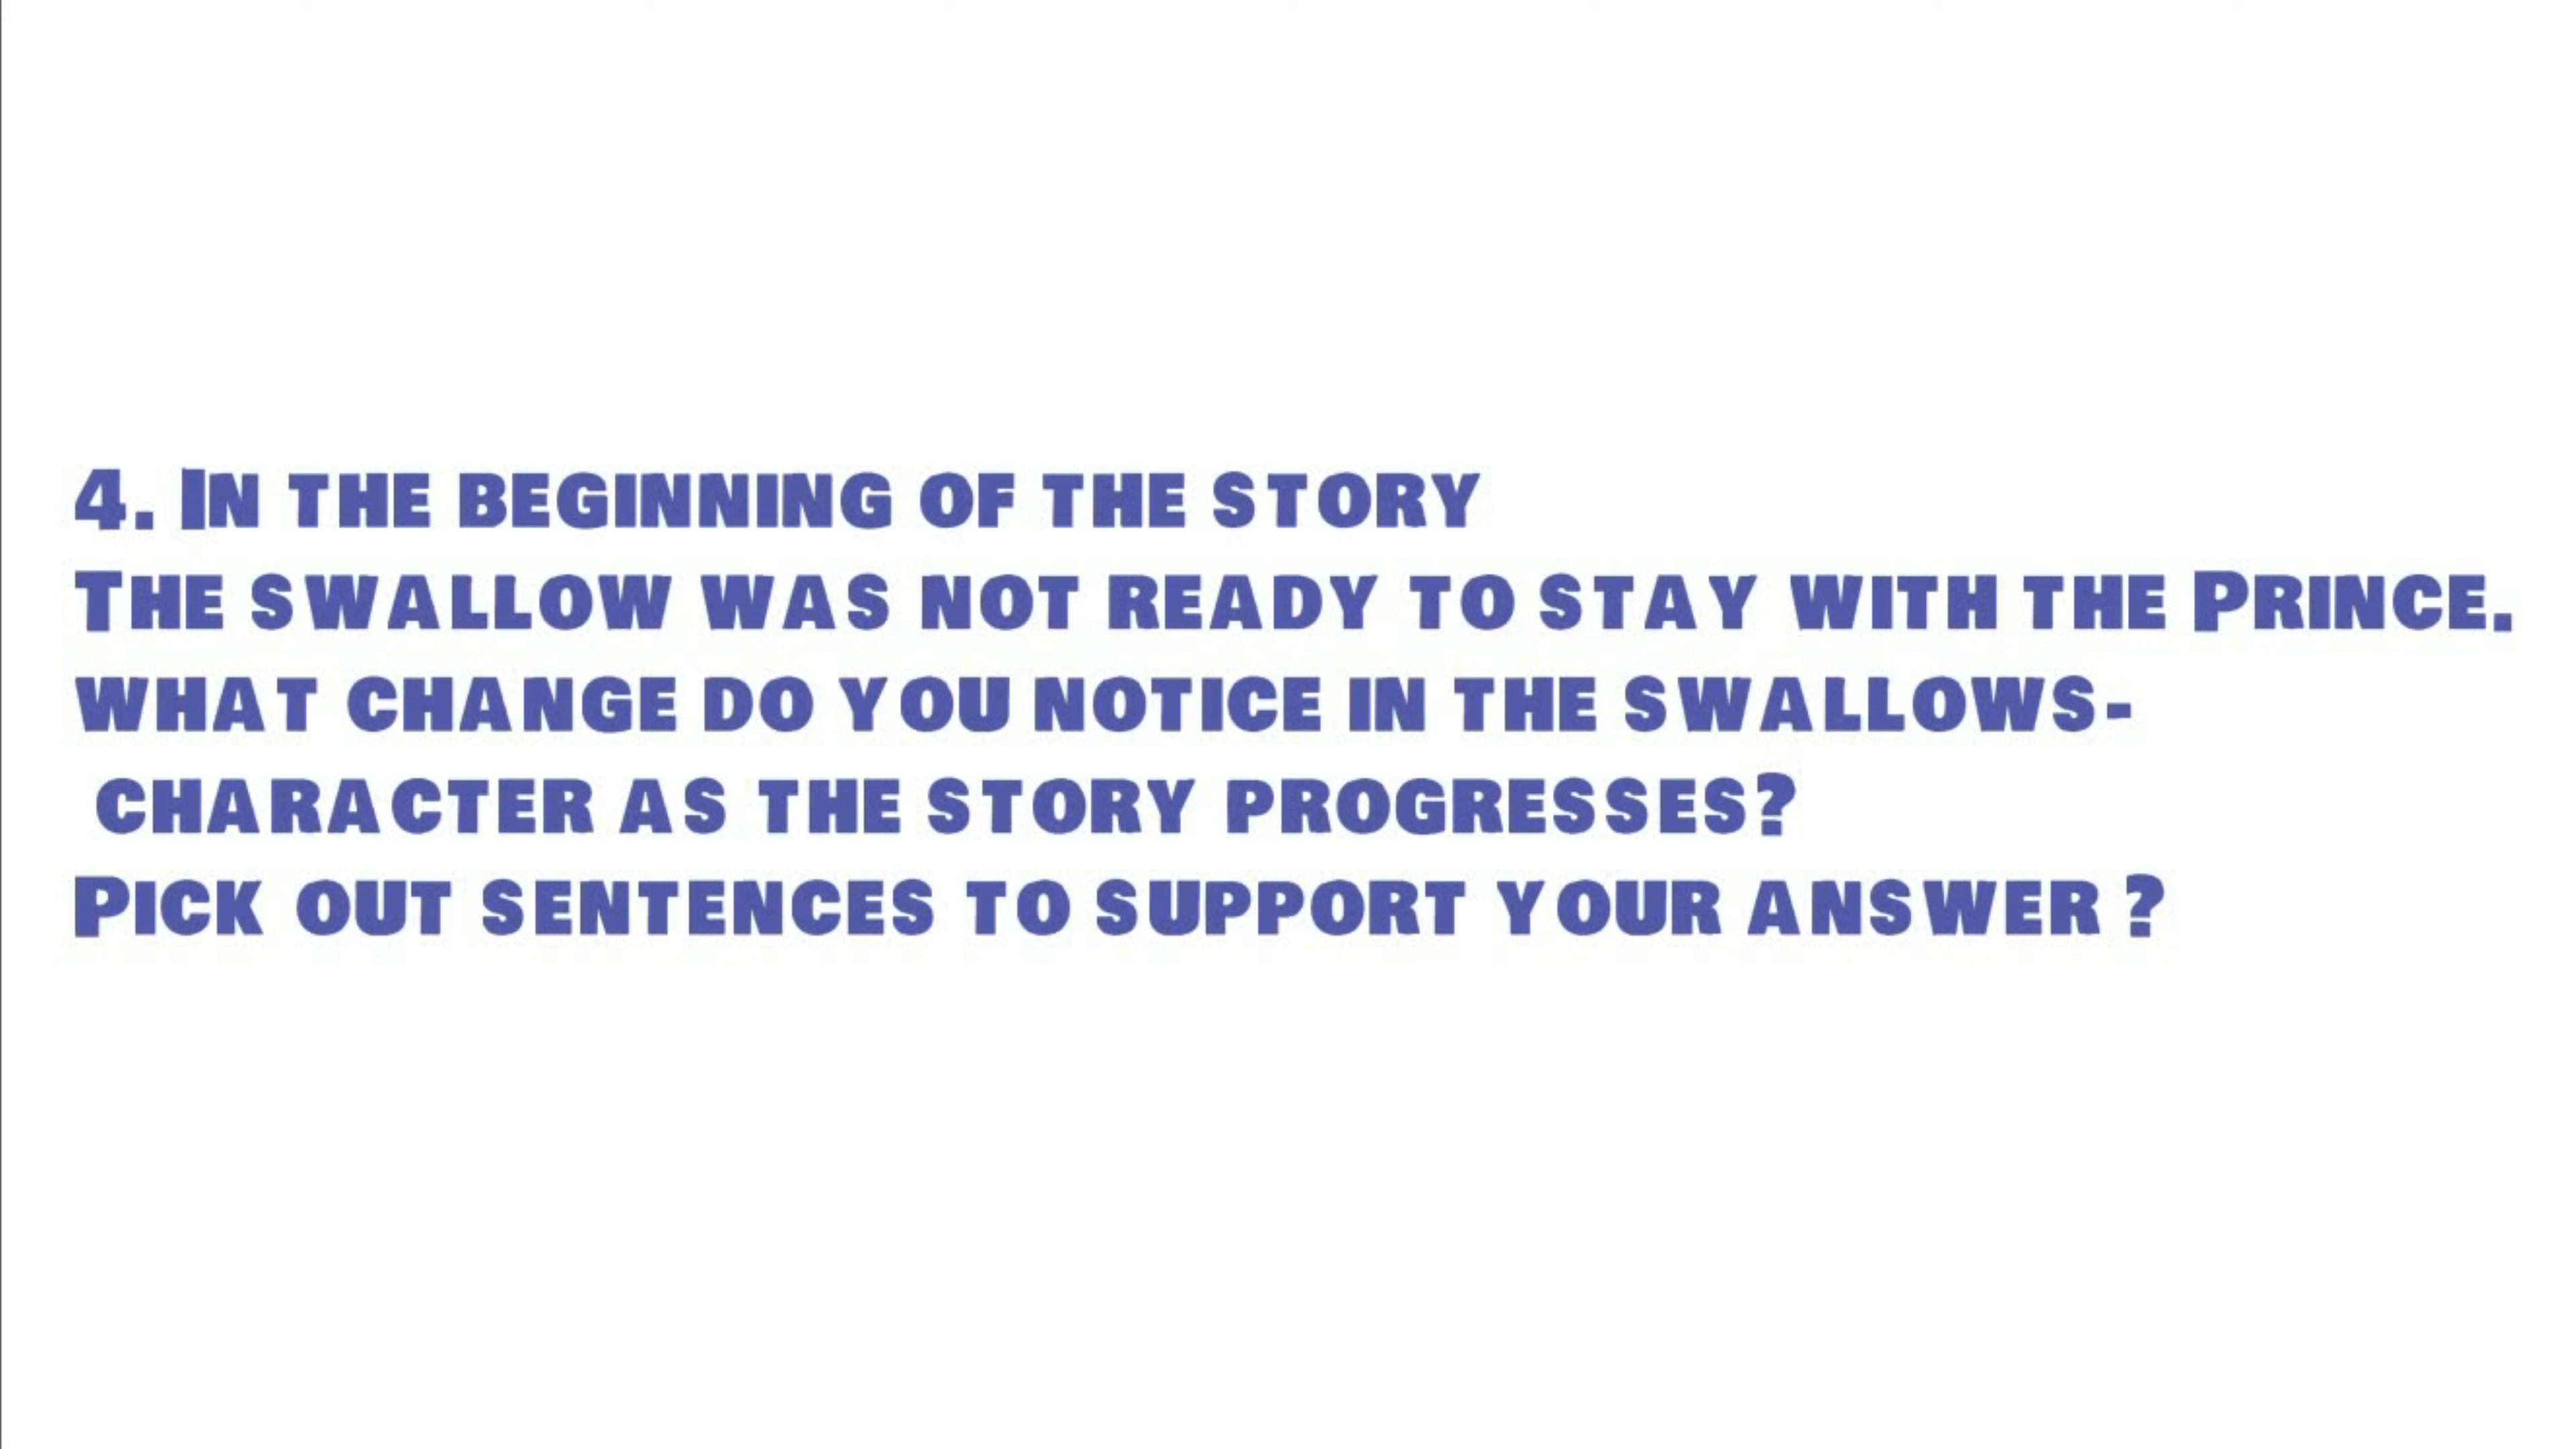 4. In the beginning of the story
The swallow was not ready to stay with the Prince.
what change do you notice in the swallows-
character as the story progresses?
Pick out sentences to support your answer ?